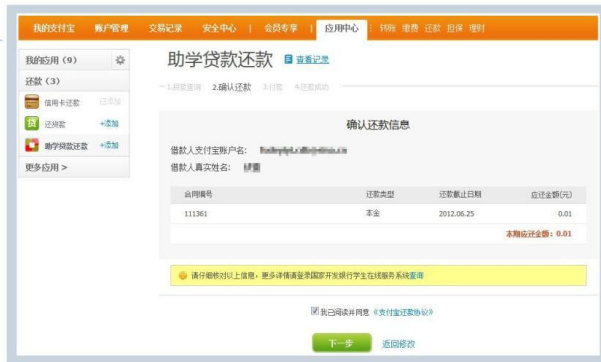 我的支付宝 账户管理 交易记录 安全中心 | 会员专享 | 应用中心 | 转账 缴费 还款 担保 理财
我的应用（9）
还款（3）
信用卡还款 已添加
还贷款 +添加
助学贷款还款 +添加
更多应用 >
助学贷款还款 查看记录
1.还款查询 2.确认还款 3.付款 4.还款成功
确认还款信息
借款人支付宝账户名：
借款人真实姓名：
合同编号 还款类型 还款截止日期 应还金额(元)
111361 本金 2012.06.25 0.01
本期应还金额：0.01
请仔细核对以上信息，更多详情请登录国家开发银行学生在线服务系统查询
我已阅读并同意《支付宝还款协议》
下一步 返回修改